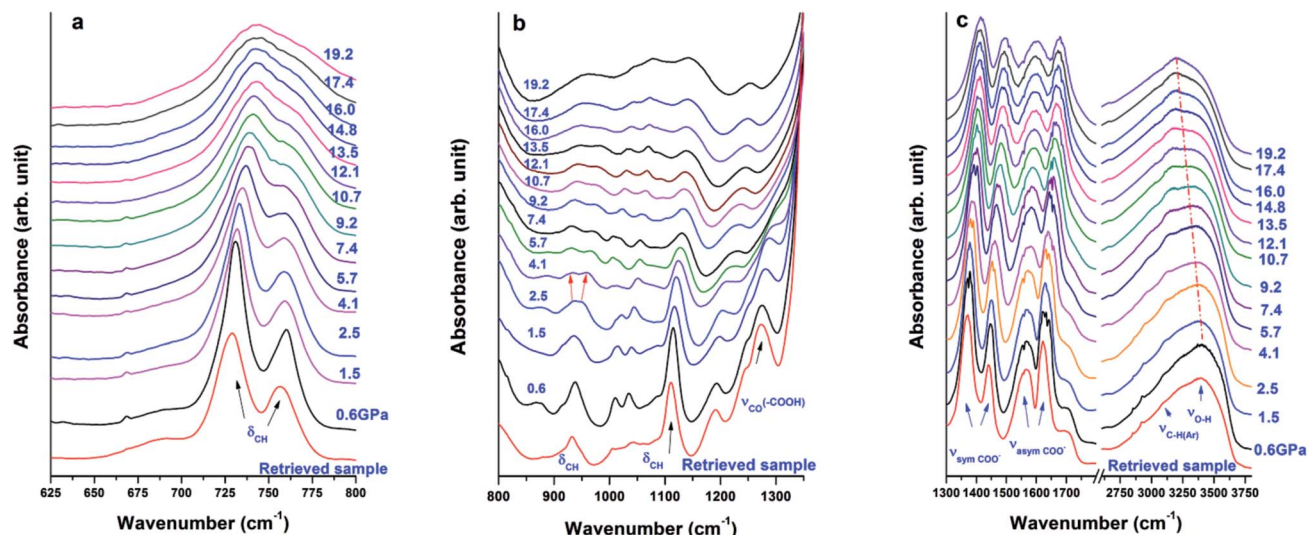 a
Absorbance (arb. unit)
19.2
17.4
16.0
14.8
13.5
12.1
10.7
9.2
7.4
5.7
4.1
2.5
1.5
0.6GPa
δCH
Retrieved sample
625 650 675 700 725 750 775 800
Wavenumber (cm⁻¹)
b
Absorbance (arb. unit)
19.2
17.4
16.0
13.5
12.1
10.7
9.2
7.4
5.7
4.1
2.5
1.5
0.6
νCO(-COOH)
δCH
δCH
Retrieved sample
800 900 1000 1100 1200 1300
Wavenumber (cm⁻¹)
c
Absorbance (arb. unit)
19.2
17.4
16.0
14.8
13.5
12.1
10.7
9.2
7.4
5.7
4.1
2.5
1.5
0.6GPa
νsym COO⁻
νasym COO⁻
νC-H(Ar)
νO-H
Retrieved sample
1300 1400 1500 1600 1700 2750 3000 3250 3500 3750
Wavenumber (cm⁻¹)